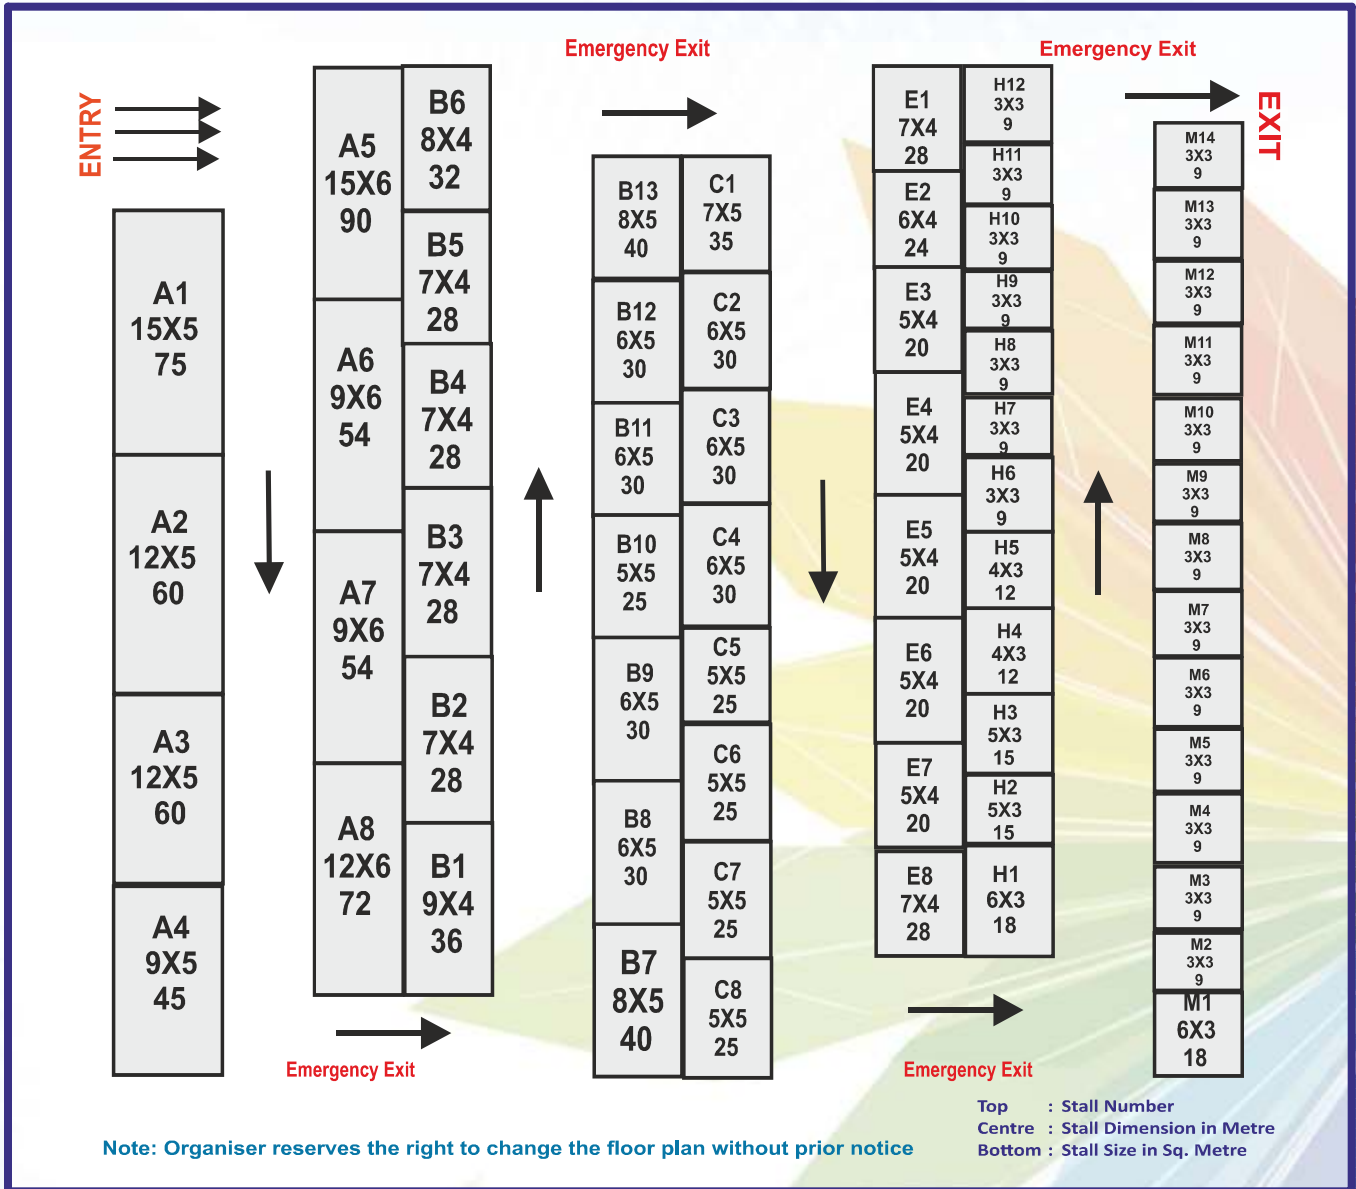 Emergency Exit
Emergency Exit
ENTRY
EXIT
A1
15X5
75
A2
12X5
60
A3
12X5
60
A4
9X5
45
A5
15X6
90
A6
9X6
54
A7
9X6
54
A8
12X6
72
B6
8X4
32
B5
7X4
28
B4
7X4
28
B3
7X4
28
B2
7X4
28
B1
9X4
36
B13
8X5
40
B12
6X5
30
B11
6X5
30
B10
5X5
25
B9
6X5
30
B8
6X5
30
B7
8X5
40
C1
7X5
35
C2
6X5
30
C3
6X5
30
C4
6X5
30
C5
5X5
25
C6
5X5
25
C7
5X5
25
C8
5X5
25
E1
7X4
28
E2
6X4
24
E3
5X4
20
E4
5X4
20
E5
5X4
20
E6
5X4
20
E7
5X4
20
E8
7X4
28
H12
3X3
9
H11
3X3
9
H10
3X3
9
H9
3X3
9
H8
3X3
9
H7
3X3
9
H6
3X3
9
H5
4X3
12
H4
4X3
12
H3
5X3
15
H2
5X3
15
H1
6X3
18
M14
3X3
9
M13
3X3
9
M12
3X3
9
M11
3X3
9
M10
3X3
9
M9
3X3
9
M8
3X3
9
M7
3X3
9
M6
3X3
9
M5
3X3
9
M4
3X3
9
M3
3X3
9
M2
3X3
9
M1
6X3
18
Emergency Exit
Emergency Exit
Top : Stall Number
Centre : Stall Dimension in Metre
Bottom : Stall Size in Sq. Metre
Note: Organiser reserves the right to change the floor plan without prior notice